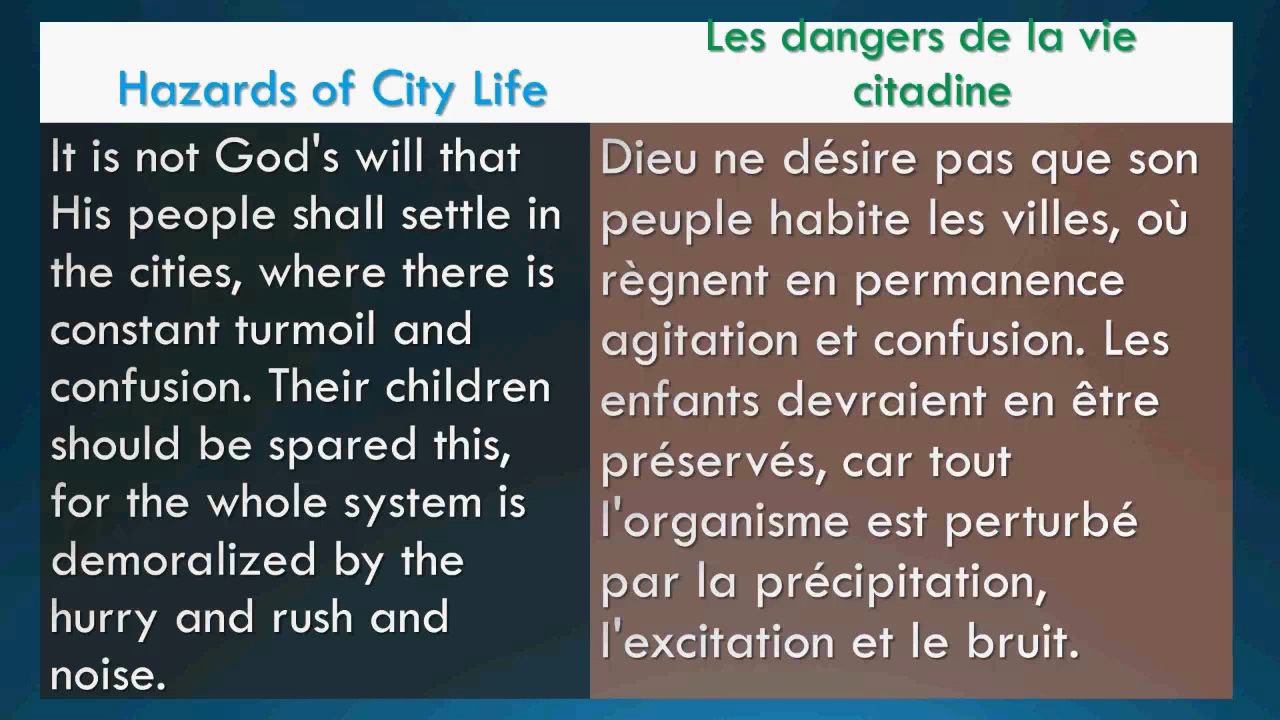 Hazards of City Life
It is not God's will that
His people shall settle in
the cities, where there is
constant turmoil and
confusion. Their children
should be spared this,
for the whole system is
demoralized by the
hurry and rush and
noise.
Les dangers de la vie
citadine
Dieu ne désire pas que son
peuple habite les villes, où
règnent en permanence
agitation et confusion. Les
enfants devraient en être
préservés, car tout
l'organisme est perturbé
par la précipitation,
l'excitation et le bruit.